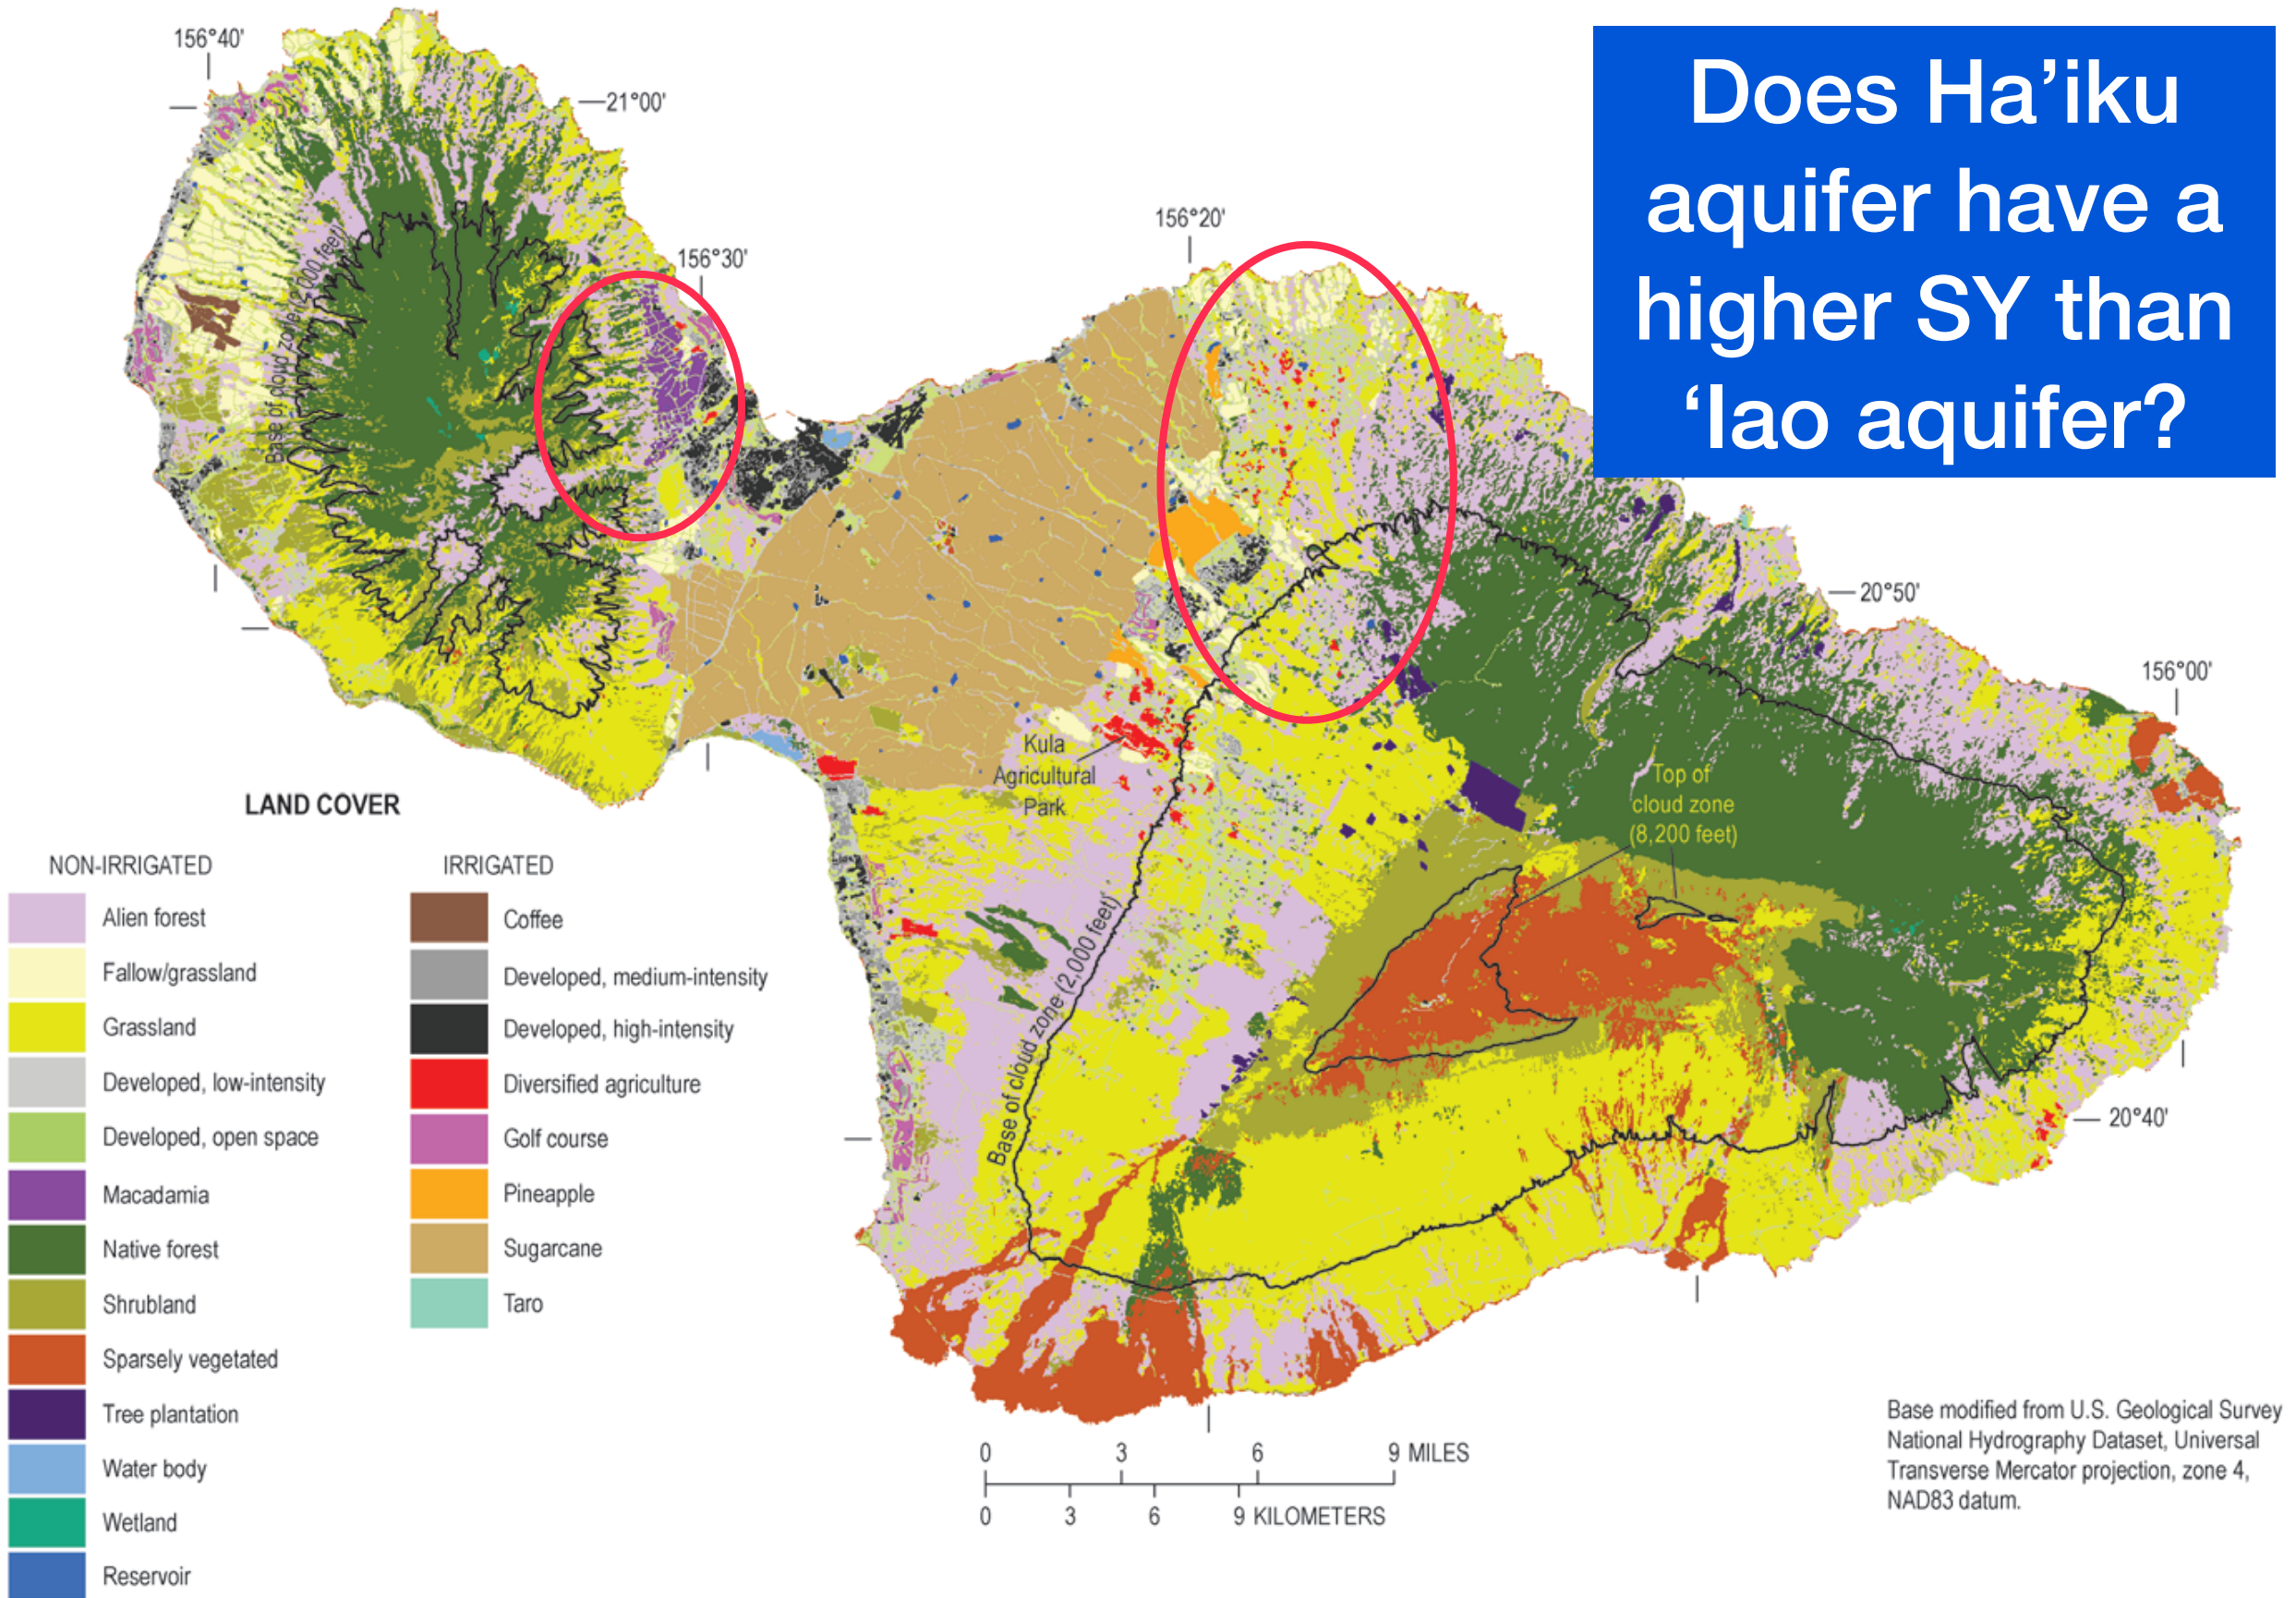 Does Ha’iku
aquifer have a
higher SY than
‘Iao aquifer?
156°40'
21°00'
156°30'
156°20'
20°50'
156°00'
20°40'
Base of cloud zone (2,000 feet)
Kula
Agricultural
Park
Top of
cloud zone
(8,200 feet)
Base of cloud zone (2,000 feet)
LAND COVER
NON-IRRIGATED
Alien forest
Fallow/grassland
Grassland
Developed, low-intensity
Developed, open space
Macadamia
Native forest
Shrubland
Sparsely vegetated
Tree plantation
Water body
Wetland
Reservoir
IRRIGATED
Coffee
Developed, medium-intensity
Developed, high-intensity
Diversified agriculture
Golf course
Pineapple
Sugarcane
Taro
0 3 6 9 MILES
0 3 6 9 KILOMETERS
Base modified from U.S. Geological Survey
National Hydrography Dataset, Universal
Transverse Mercator projection, zone 4,
NAD83 datum.